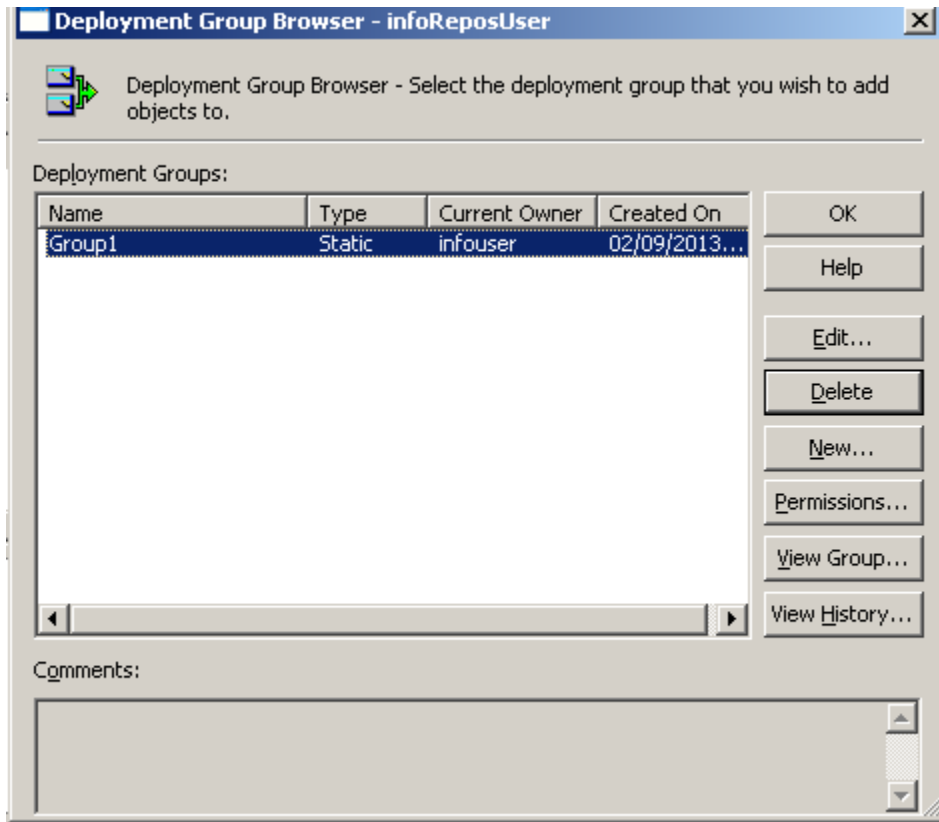 Deployment Group Browser - infoReposUser
Deployment Group Browser - Select the deployment group that you wish to add
objects to.
Deployment Groups:
Name Type Current Owner Created On
Group1 Static infouser 02/09/2013...
OK
Help
Edit...
Delete
New...
Permissions...
View Group...
View History...
Comments: